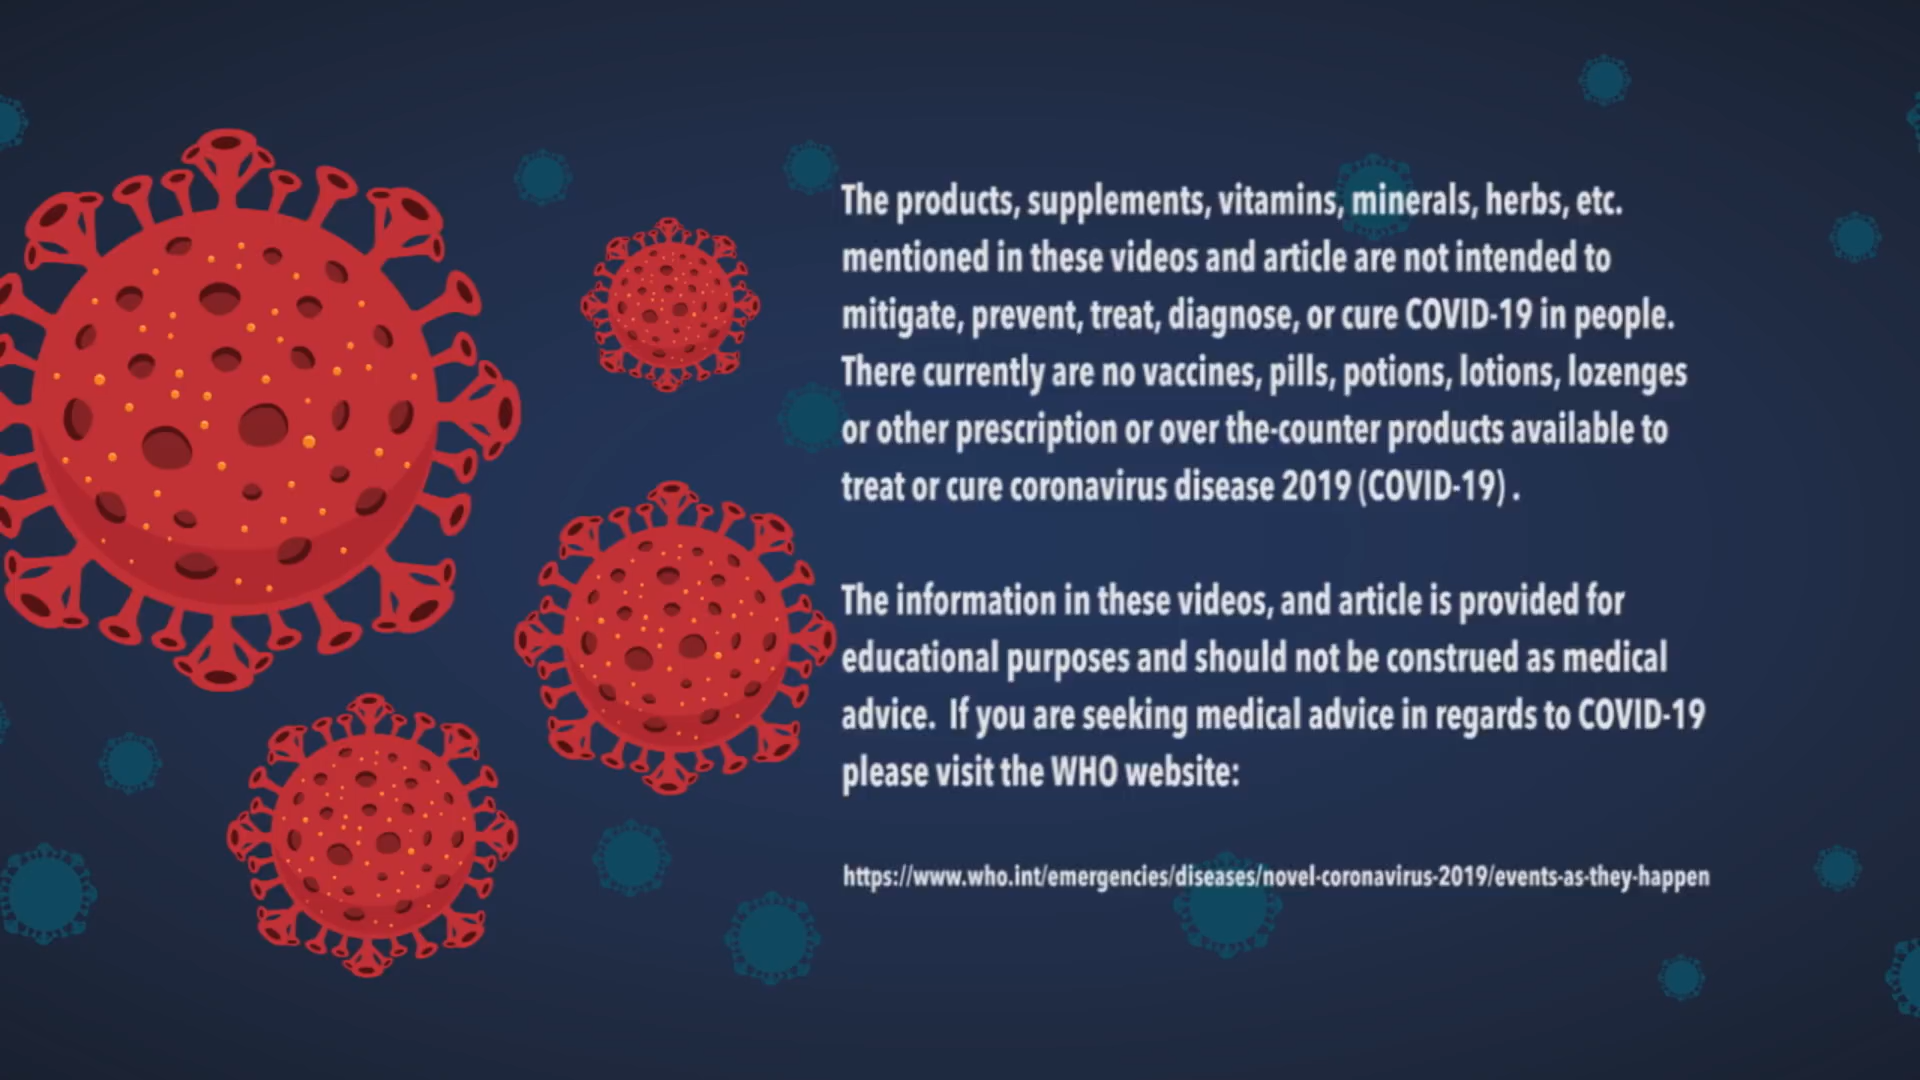 The products, supplements, vitamins, minerals, herbs, etc.
mentioned in these videos and article are not intended to
mitigate, prevent, treat, diagnose, or cure COVID-19 in people.
There currently are no vaccines, pills, potions, lotions, lozenges
or other prescription or over the-counter products available to
treat or cure coronavirus disease 2019 (COVID-19) .
The information in these videos, and article is provided for
educational purposes and should not be construed as medical
advice.  If you are seeking medical advice in regards to COVID-19
please visit the WHO website:
https://www.who.int/emergencies/diseases/novel-coronavirus-2019/events-as-they-happen